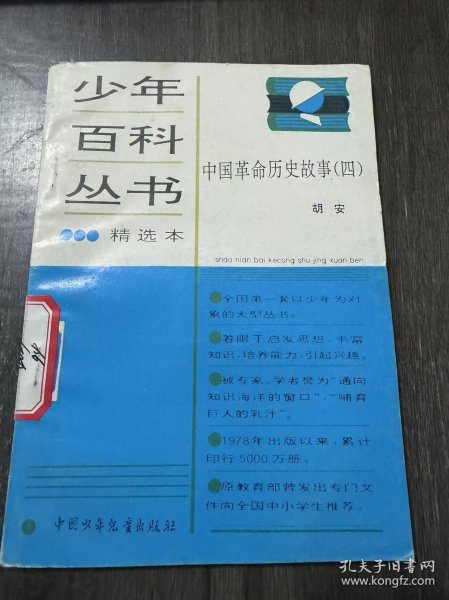 少年
百科
丛书
精选本
中国革命历史故事(四)
胡安
shao nian bai kecong shu jing xuan ben
全国第一套以少年为对
象的大型丛书。
着眼于启发思想，丰富
知识，培养能力，引起兴趣。
被专家、学者誉为“通向
知识海洋的窗口”，“哺育
巨人的乳汁”。
1978年出版以来，累计
印行5000万册。
原教育部曾发出专门文
件向全国中小学生推荐。
中国少年儿童出版社
孔夫子旧书网
www.kongfz.com